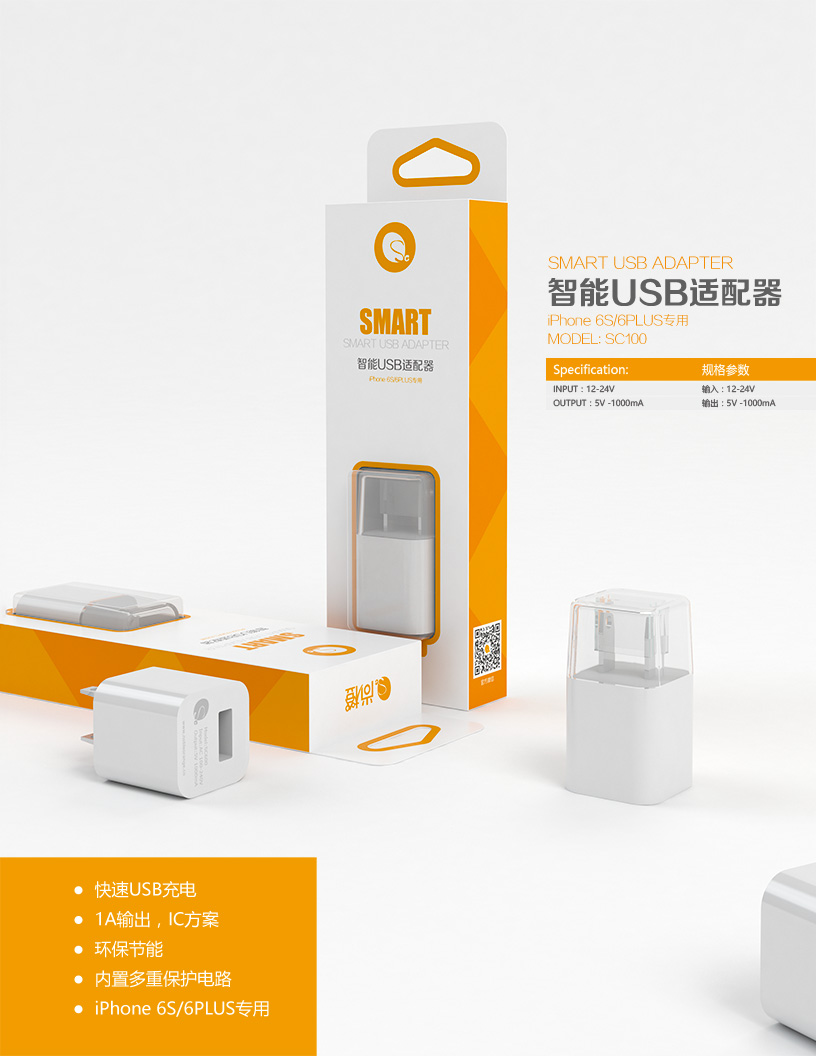 SMART
SMART USB ADAPTER
智能USB适配器
iPhone 6S/6PLUS专用
SMART USB ADAPTER
智能USB适配器
iPhone 6S/6PLUS专用
MODEL: SC100
Specification: 规格参数
INPUT：12-24V 输入：12-24V
OUTPUT：5V -1000mA 输出：5V -1000mA
SMART
快速USB充电
1A输出，IC方案
环保节能
内置多重保护电路
iPhone 6S/6PLUS专用